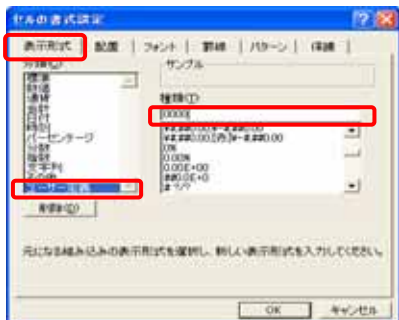 セルの書式設定
表示形式 配置 フォント 罫線 パターン 保護
分類(C)
サンプル
標準
数値
通貨
会計
日付
時刻
パーセンテージ
分数
指数
文字列
その他
ユーザー定義
種類(T)
0%
0.00%
0.00E+00
##0.0E+0
# ?/?
削除(D)
元になる組み込みの表示形式を選択し、新しい表示形式を入力してください。
OK キャンセル